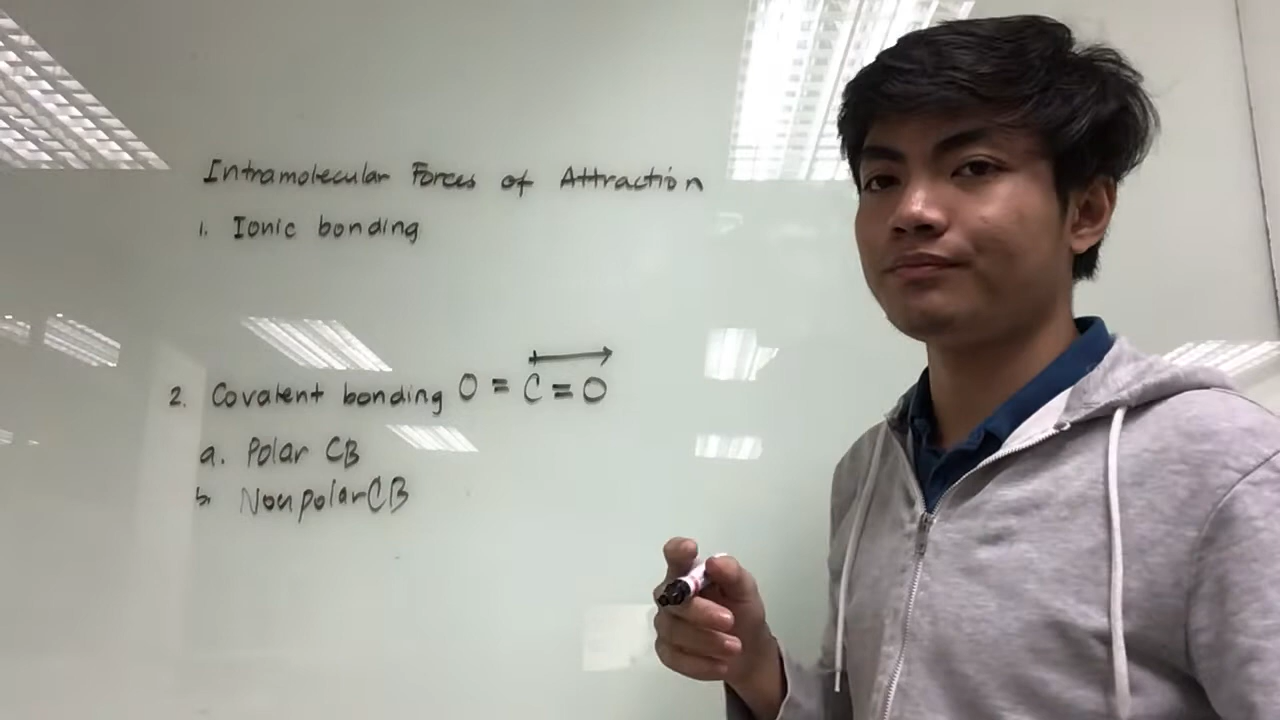 Intramolecular Forces of Attraction
1. Ionic bonding
2. Covalent bonding O = C = O
a. Polar CB
b. Nonpolar CB